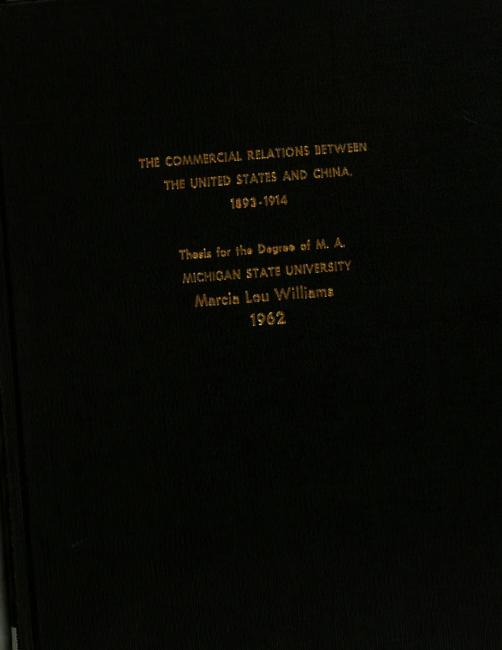 THE COMMERCIAL RELATIONS BETWEEN
THE UNITED STATES AND CHINA,
1893-1914
Thesis for the Degree of M. A.
MICHIGAN STATE UNIVERSITY
Marcia Lou Williams
1962